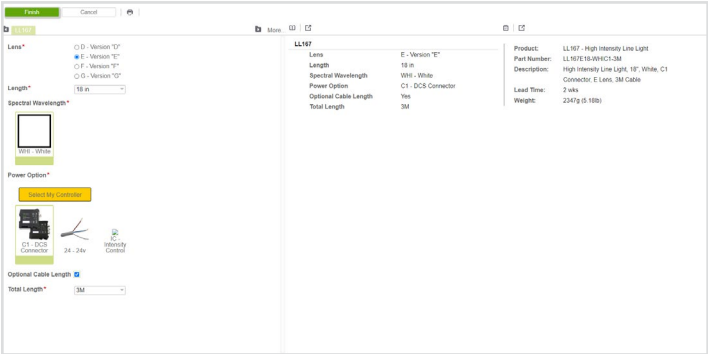 Finish
Cancel
LL167
More
Lens*
D - Version "D"
E - Version "E"
F - Version "F"
G - Version "G"
Length*
18 in
Spectral Wavelength*
WHI - White
Power Option*
Select My Controller
C1 - DCS
Connector
24 - 24v
IC -
Intensity
Control
Optional Cable Length
Total Length*
3M
LL167
Lens E - Version "E"
Length 18 in
Spectral Wavelength WHI - White
Power Option C1 - DCS Connector
Optional Cable Length Yes
Total Length 3M
Product: LL167 - High Intensity Line Light
Part Number: LL167E18-WHIC1-3M
Description: High Intensity Line Light, 18", White, C1
Connector, E Lens, 3M Cable
Lead Time: 2 wks
Weight: 2347g (5.18lb)